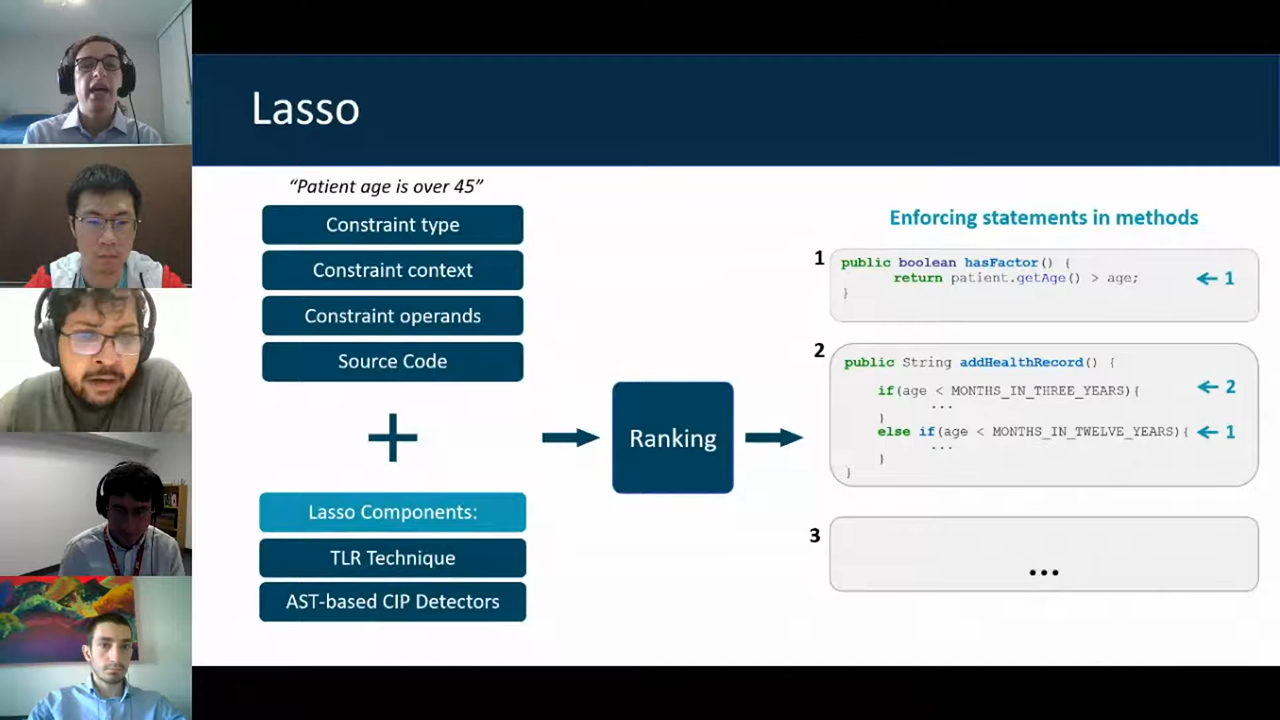 Lasso
“Patient age is over 45”
Constraint type
Constraint context
Constraint operands
Source Code
+
Lasso Components:
TLR Technique
AST-based CIP Detectors
Ranking
Enforcing statements in methods
1
public boolean hasFactor() {
return patient.getAge() > age;
}
1
2
public String addHealthRecord() {
if(age < MONTHS_IN_THREE_YEARS){
...
}
else if(age < MONTHS_IN_TWELVE_YEARS){
...
}
}
2
1
3
...